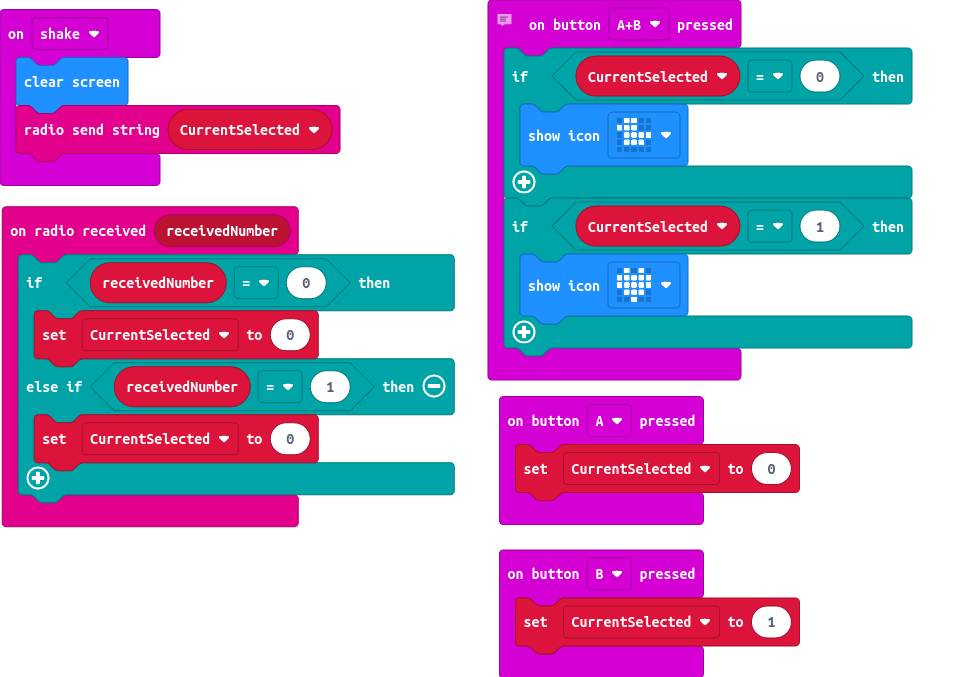 on shake
clear screen
radio send string CurrentSelected
on radio received receivedNumber
if receivedNumber = 0 then
set CurrentSelected to 0
else if receivedNumber = 1 then
set CurrentSelected to 0
on button A+B pressed
if CurrentSelected = 0 then
show icon
if CurrentSelected = 1 then
show icon
on button A pressed
set CurrentSelected to 0
on button B pressed
set CurrentSelected to 1